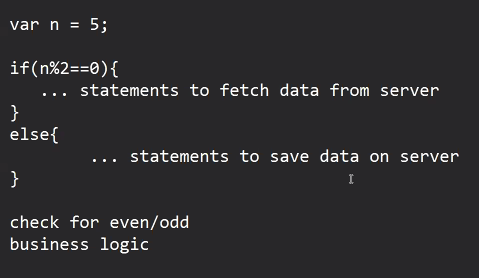 var n = 5;
if(n%2==0){
... statements to fetch data from server
}
else{
... statements to save data on server
}
check for even/odd
business logic